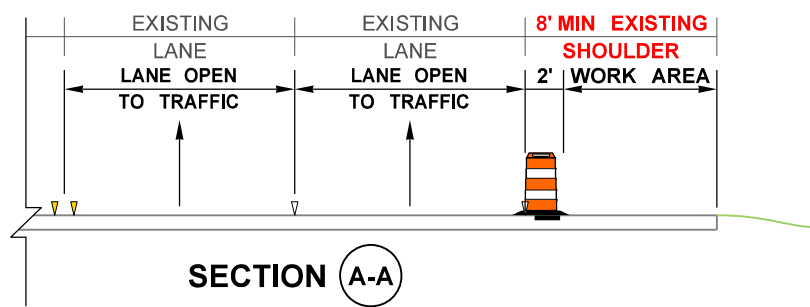 EXISTING EXISTING 8' MIN EXISTING
LANE LANE SHOULDER
LANE OPEN LANE OPEN 2' WORK AREA
TO TRAFFIC TO TRAFFIC
SECTION A-A